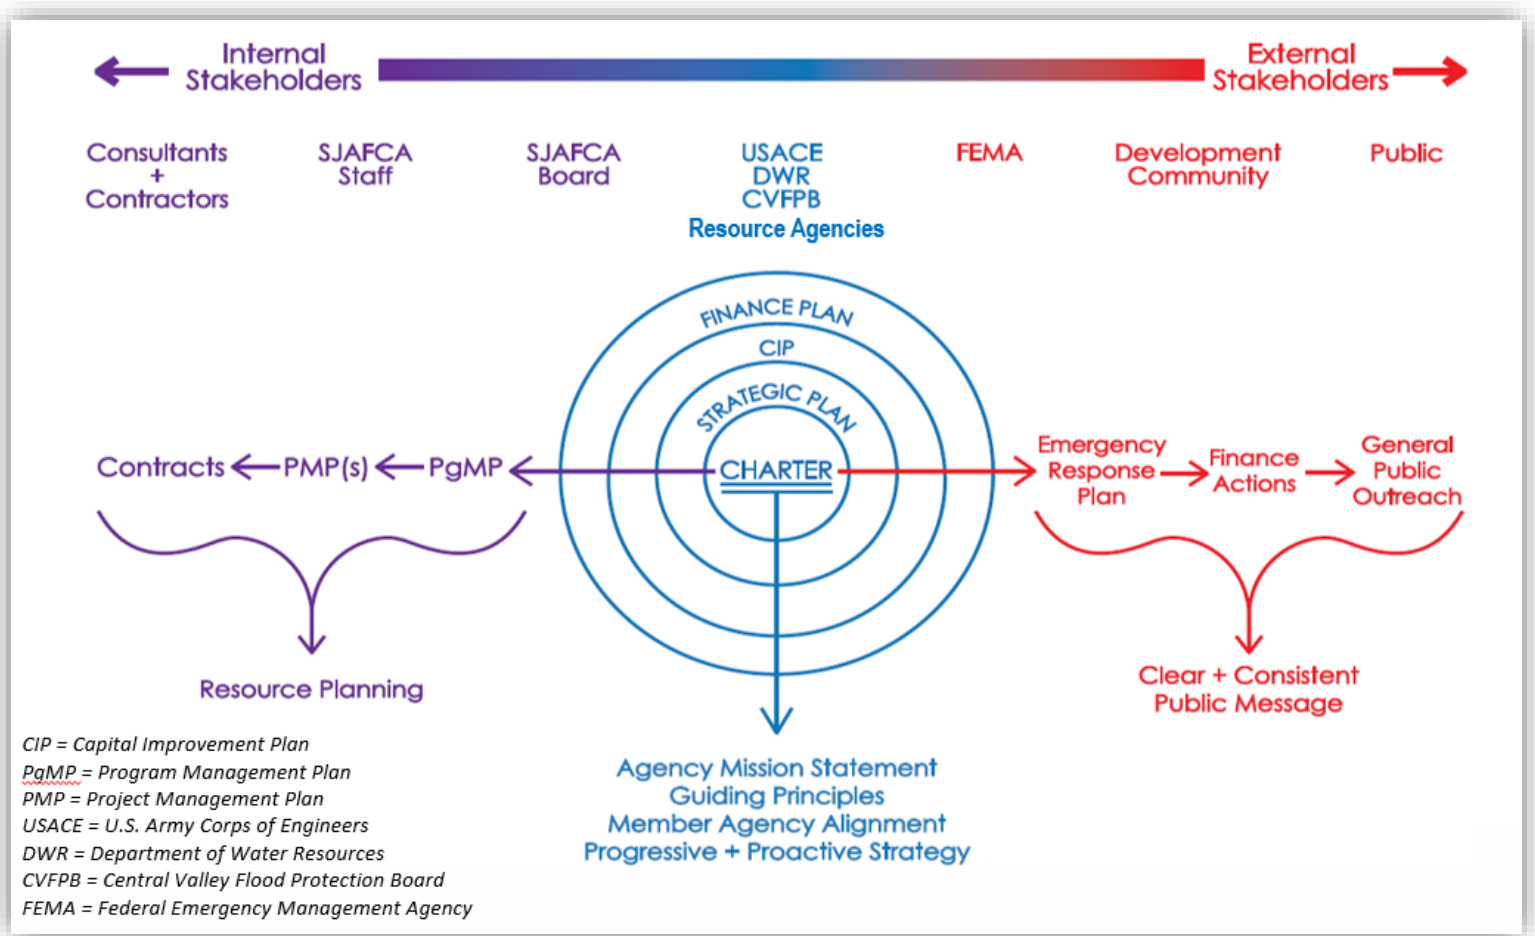 Internal
Stakeholders
External
Stakeholders
Consultants
+
Contractors
SJAFCA
Staff
SJAFCA
Board
USACE
DWR
CVFPB
Resource Agencies
FEMA
Development
Community
Public
FINANCE PLAN
CIP
STRATEGIC PLAN
CHARTER
Contracts
PMP(s)
PgMP
Emergency
Response
Plan
Finance
Actions
General
Public
Outreach
Resource Planning
Clear + Consistent
Public Message
Agency Mission Statement
Guiding Principles
Member Agency Alignment
Progressive + Proactive Strategy
CIP = Capital Improvement Plan
PgMP = Program Management Plan
PMP = Project Management Plan
USACE = U.S. Army Corps of Engineers
DWR = Department of Water Resources
CVFPB = Central Valley Flood Protection Board
FEMA = Federal Emergency Management Agency